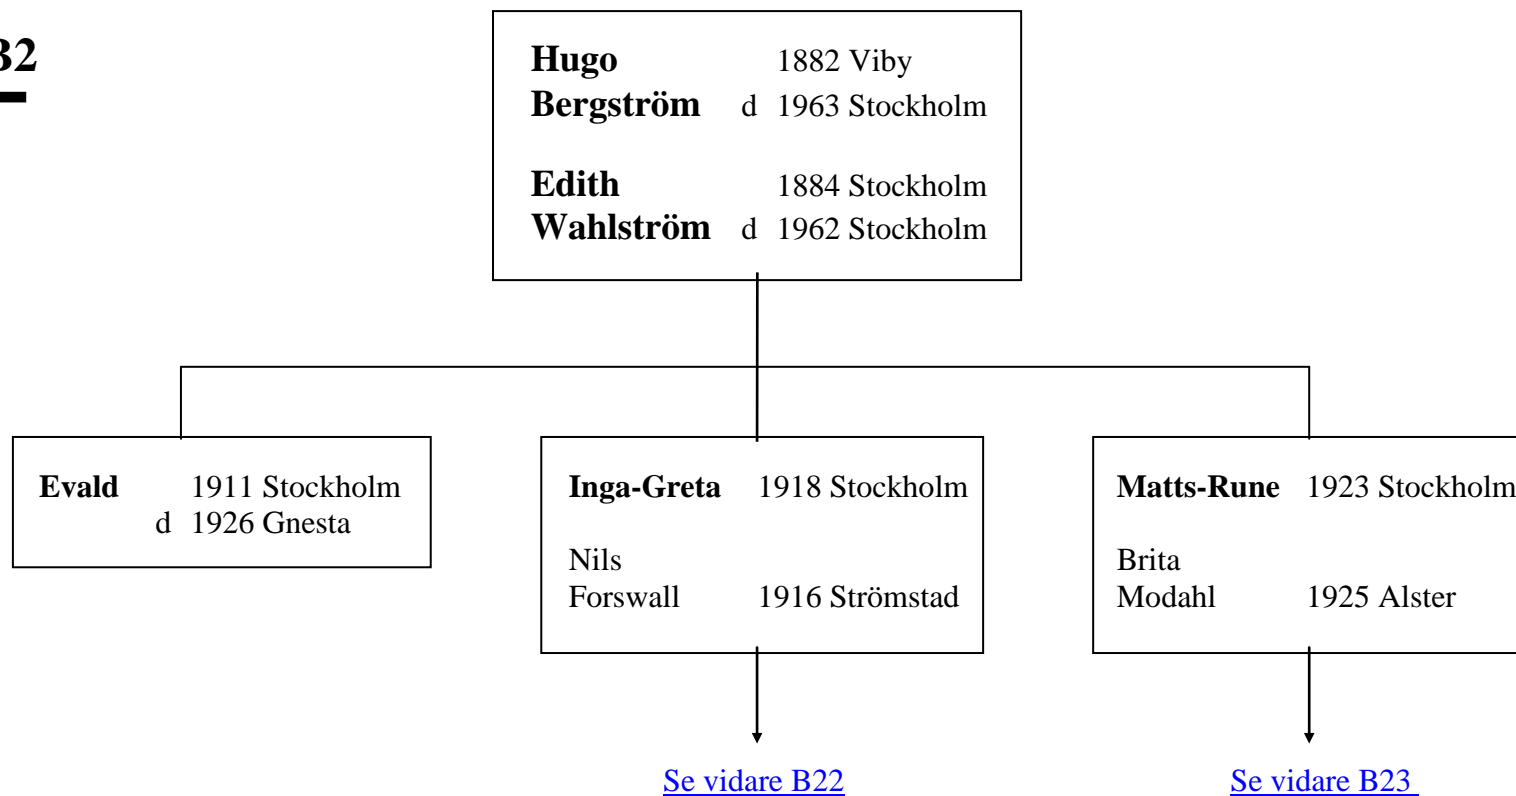 B2
Hugo 1882 Viby
Bergström d 1963 Stockholm
Edith 1884 Stockholm
Wahlström d 1962 Stockholm
Evald 1911 Stockholm
d 1926 Gnesta
Inga-Greta 1918 Stockholm
Nils
Forswall 1916 Strömstad
Matts-Rune 1923 Stockholm
Brita
Modahl 1925 Alster
Se vidare B22
Se vidare B23